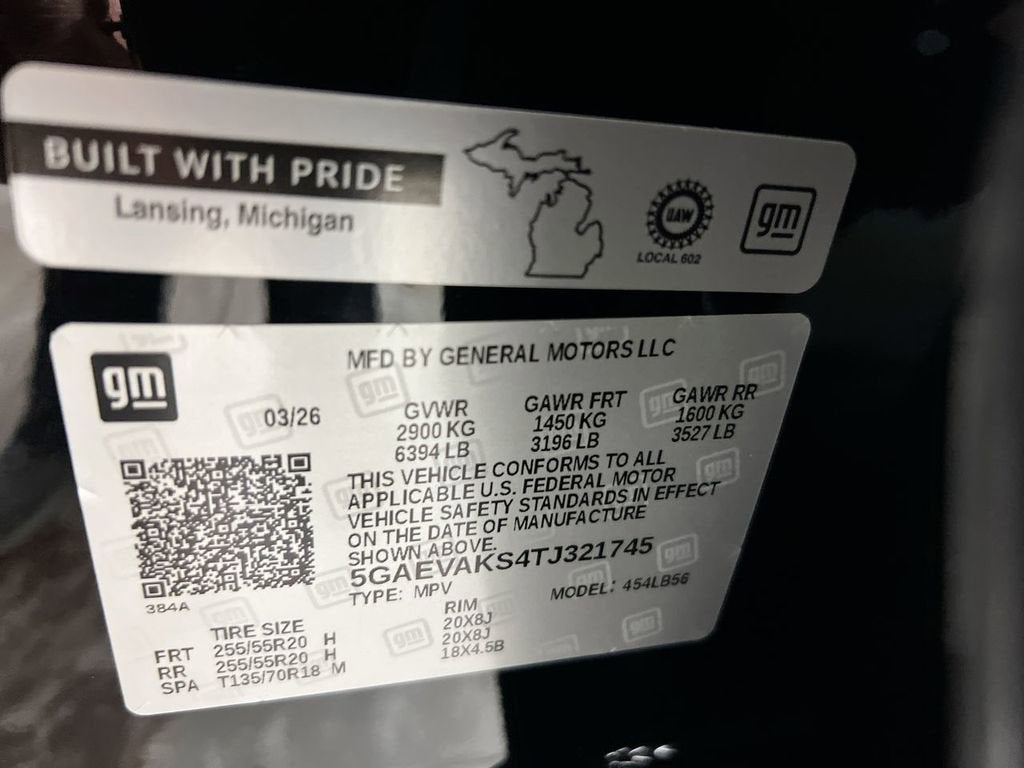 BUILT WITH PRIDE
Lansing, Michigan
UAW
LOCAL 602
gm
gm
MFD BY GENERAL MOTORS LLC
03/26
GVWR
2900 KG
6394 LB
GAWR FRT
1450 KG
3196 LB
GAWR RR
1600 KG
3527 LB
THIS VEHICLE CONFORMS TO ALL
APPLICABLE U.S. FEDERAL MOTOR
VEHICLE SAFETY STANDARDS IN EFFECT
ON THE DATE OF MANUFACTURE
SHOWN ABOVE.
5GAEVAKS4TJ321745
TYPE: MPV MODEL: 454LB56
384A
TIRE SIZE RIM
FRT 255/55R20 H 20X8J
RR 255/55R20 H 20X8J
SPA T135/70R18 M 18X4.5B